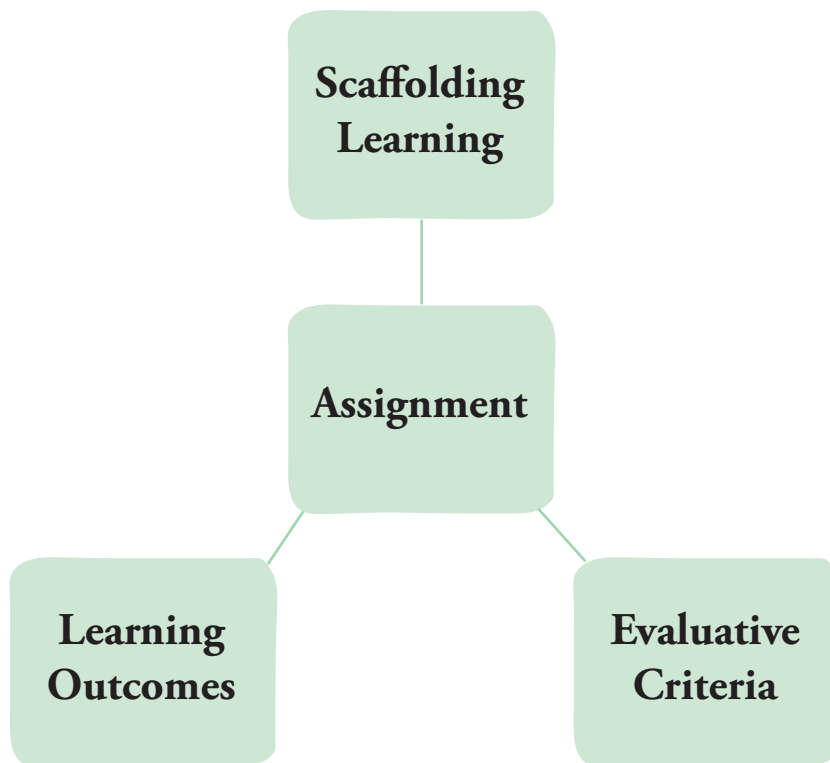 Scaffolding
Learning
Assignment
Learning
Outcomes
Evaluative
Criteria